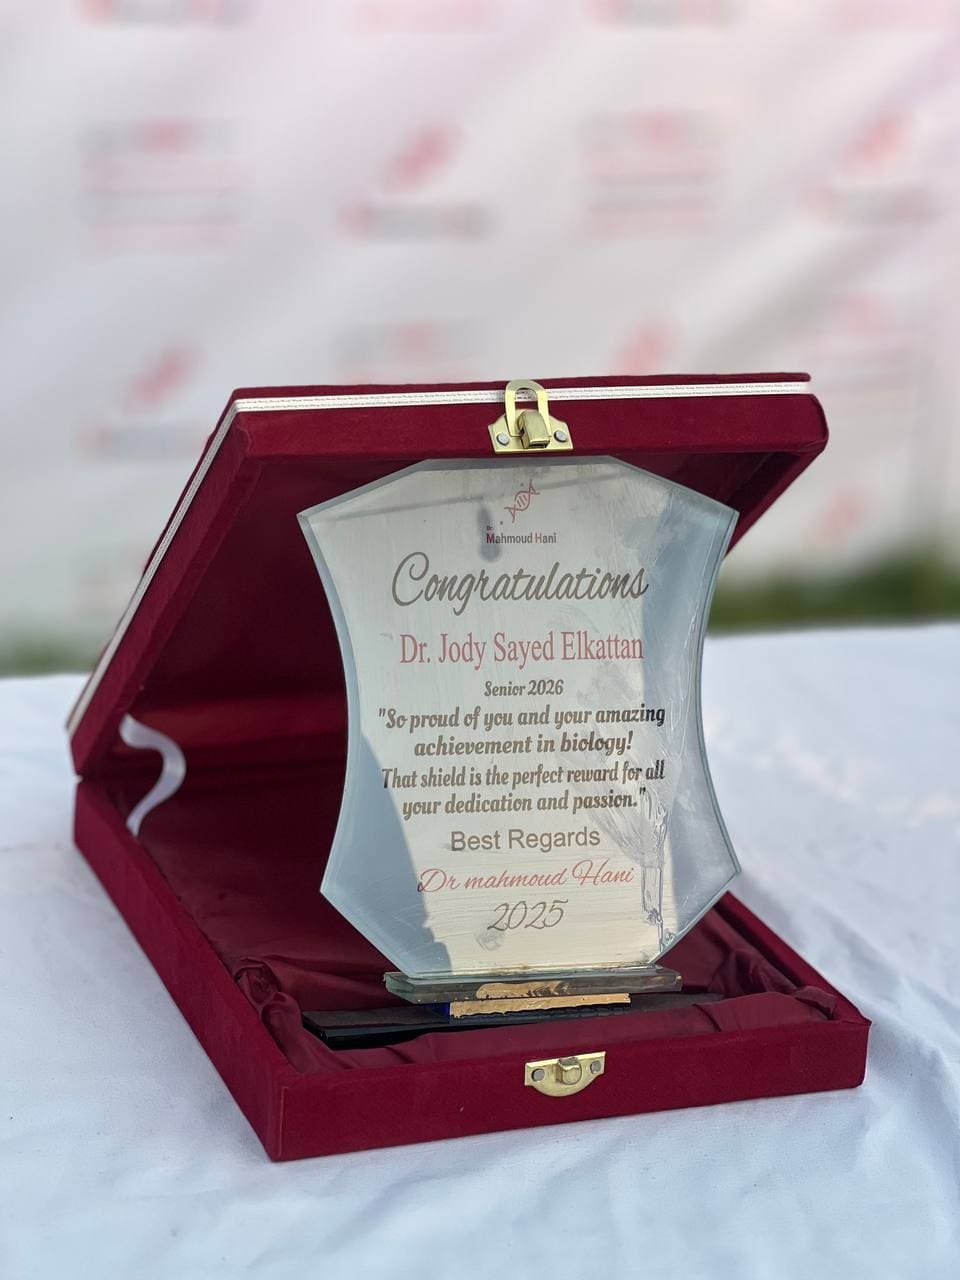 Dr.
Mahmoud Hani
Congratulations
Dr. Jody Sayed Elkattan
Senior 2026
"So proud of you and your amazing
achievement in biology!
That shield is the perfect reward for all
your dedication and passion."
Best Regards
Dr mahmoud Hani
2025